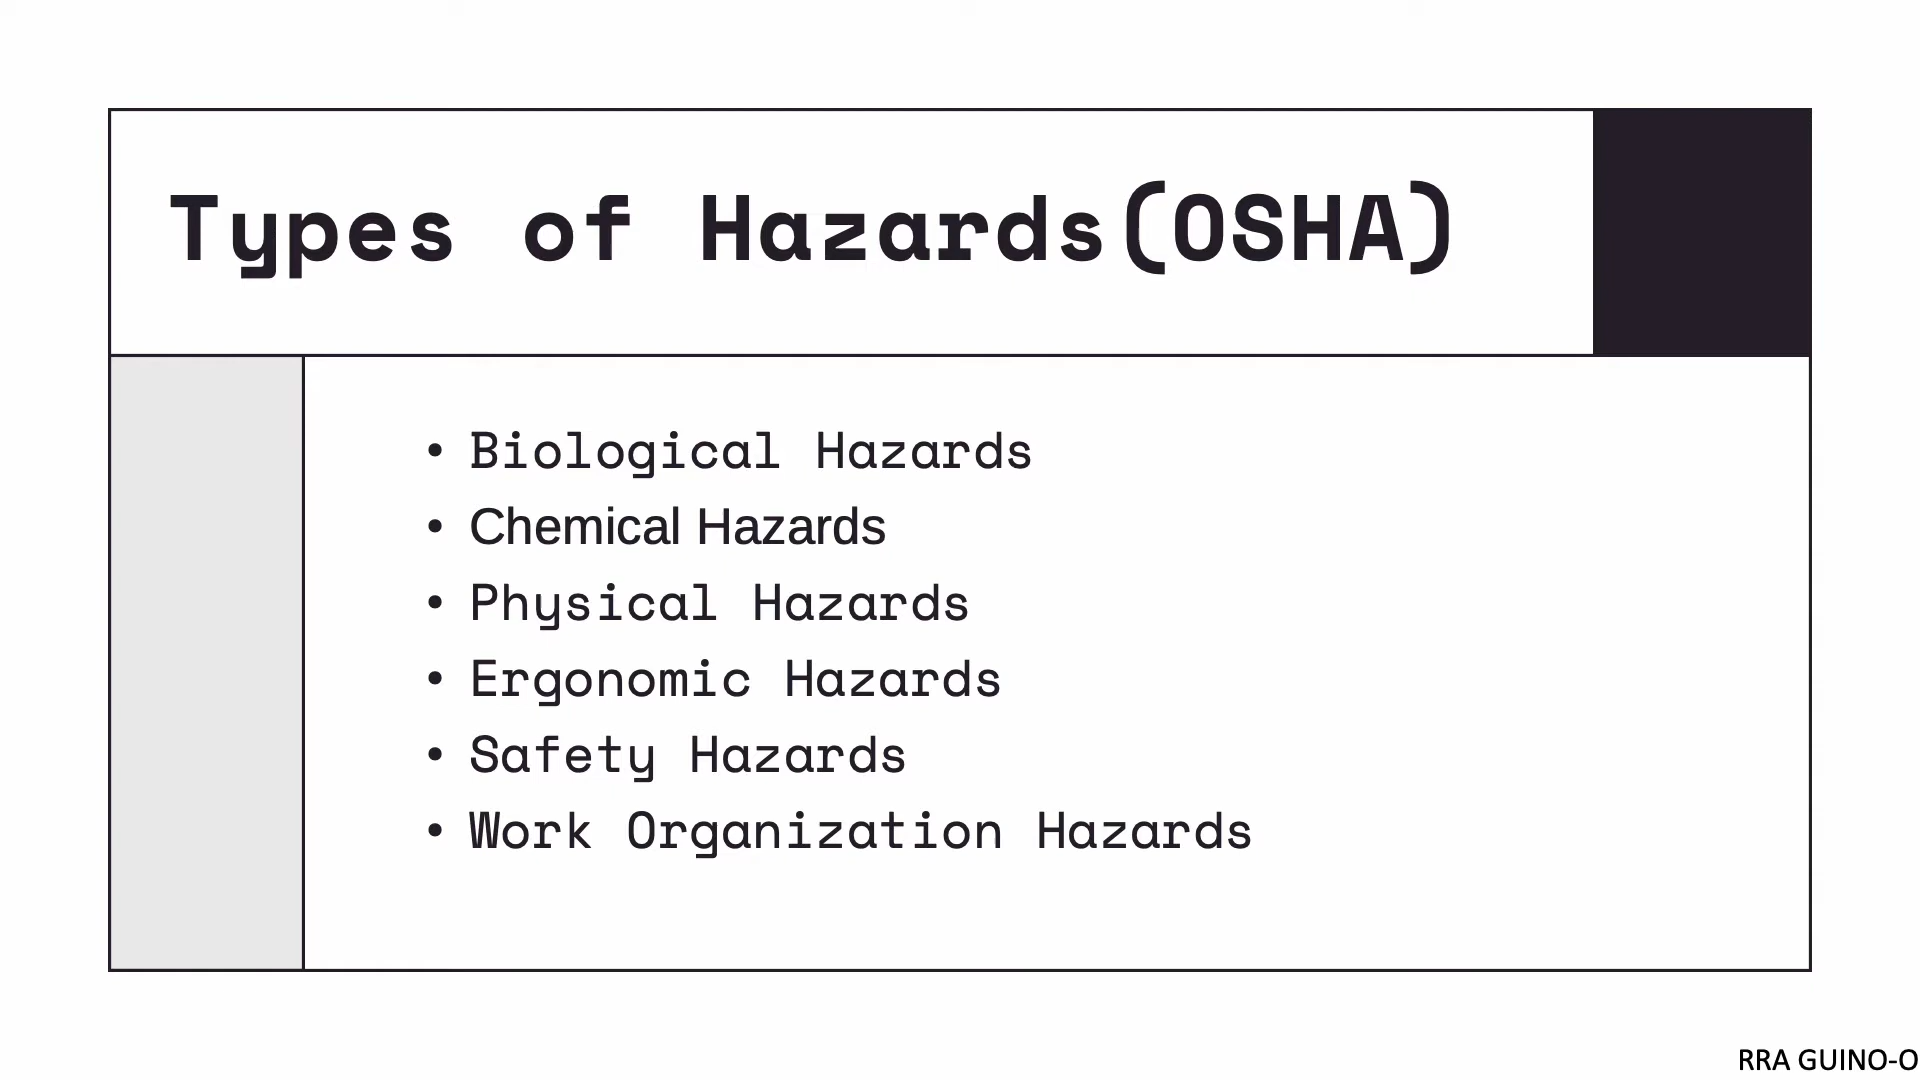 Types of Hazards(OSHA)
• Biological Hazards
• Chemical Hazards
• Physical Hazards
• Ergonomic Hazards
• Safety Hazards
• Work Organization Hazards
RRA GUINO-O